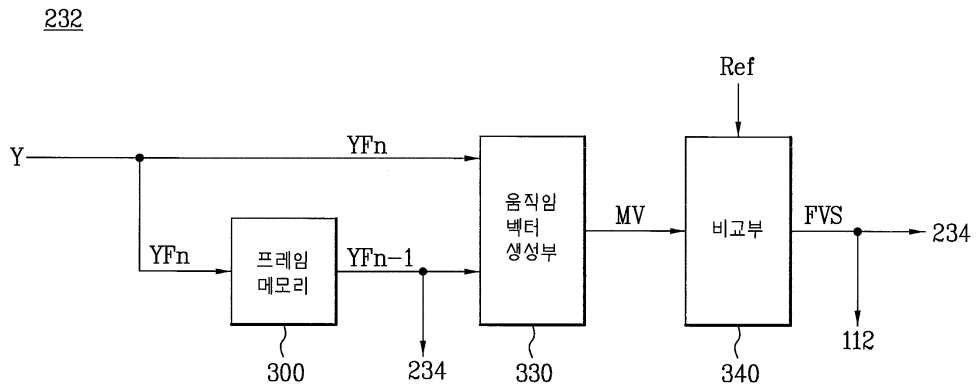 232
Ref
Y
YFn
움직임
벡터
생성부
MV
비교부
FVS
234
YFn
프레임
메모리
YFn-1
112
300
234
330
340